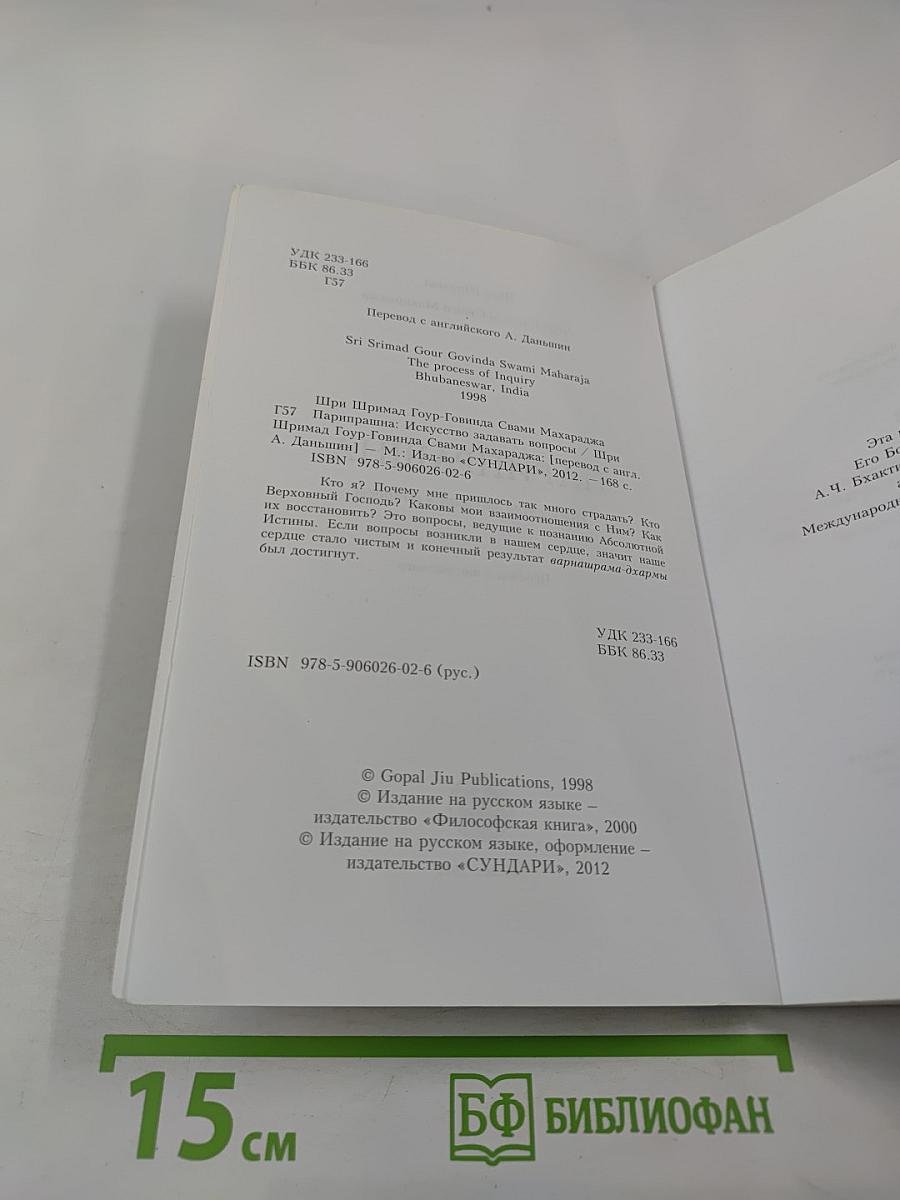 УДК 233-166
ББК 86.33
Г57
Перевод с английского А. Даньшин
Sri Srimad Gour Govinda Swami Maharaja
The process of Inquiry
Bhubaneswar, India
1998
Шри Шримад Гоур-Говинда Свами Махараджа
Г57 Парипрашна: Искусство задавать вопросы / Шри
Шримад Гоур-Говинда Свами Махараджа: [перевод с англ.
А. Даньшин] — М.: Изд-во «СУНДАРИ», 2012. —168 с.
ISBN 978-5-906026-02-6
Кто я? Почему мне пришлось так много страдать? Кто
Верховный Господь? Каковы мои взаимоотношения с Ним? Как
их восстановить? Это вопросы, ведущие к познанию Абсолютной
Истины. Если вопросы возникли в нашем сердце, значит наше
сердце стало чистым и конечный результат варнашрама-дхармы
был достигнут.
УДК 233-166
ББК 86.33
ISBN 978-5-906026-02-6 (рус.)
© Gopal Jiu Publications, 1998
© Издание на русском языке –
издательство «Философская книга», 2000
© Издание на русском языке, оформление –
издательство «СУНДАРИ», 2012
Эта
Его
А.Ч.
15 см
БФ БИБЛИОФАН